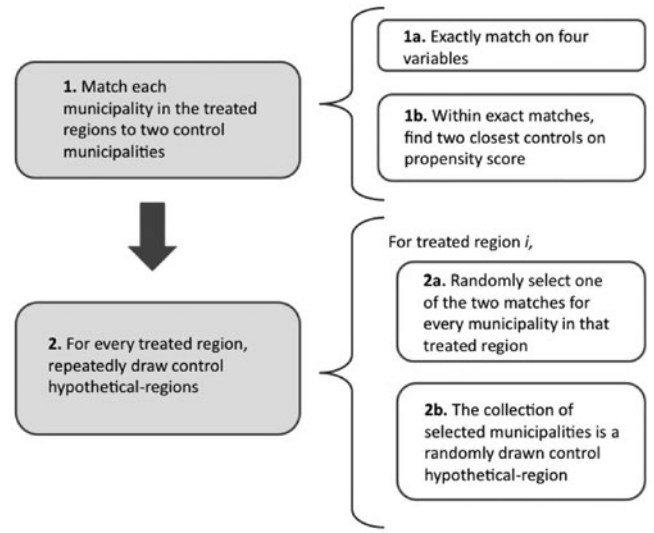 1. Match each
municipality in the treated
regions to two control
municipalities
1a. Exactly match on four
variables
1b. Within exact matches,
find two closest controls on
propensity score
2. For every treated region,
repeatedly draw control
hypothetical-regions
For treated region i,
2a. Randomly select one
of the two matches for
every municipality in that
treated region
2b. The collection of
selected municipalities is a
randomly drawn control
hypothetical-region